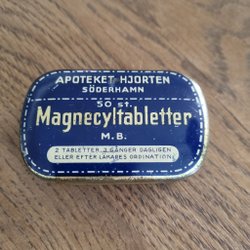 APOTEKET HJORTEN
SÖDERHAMN
50 st.
Magnecyltabletter
M.B.
2 TABLETTER, 3 GÅNGER DAGLIGEN
ELLER EFTER LÄKARES ORDINATION